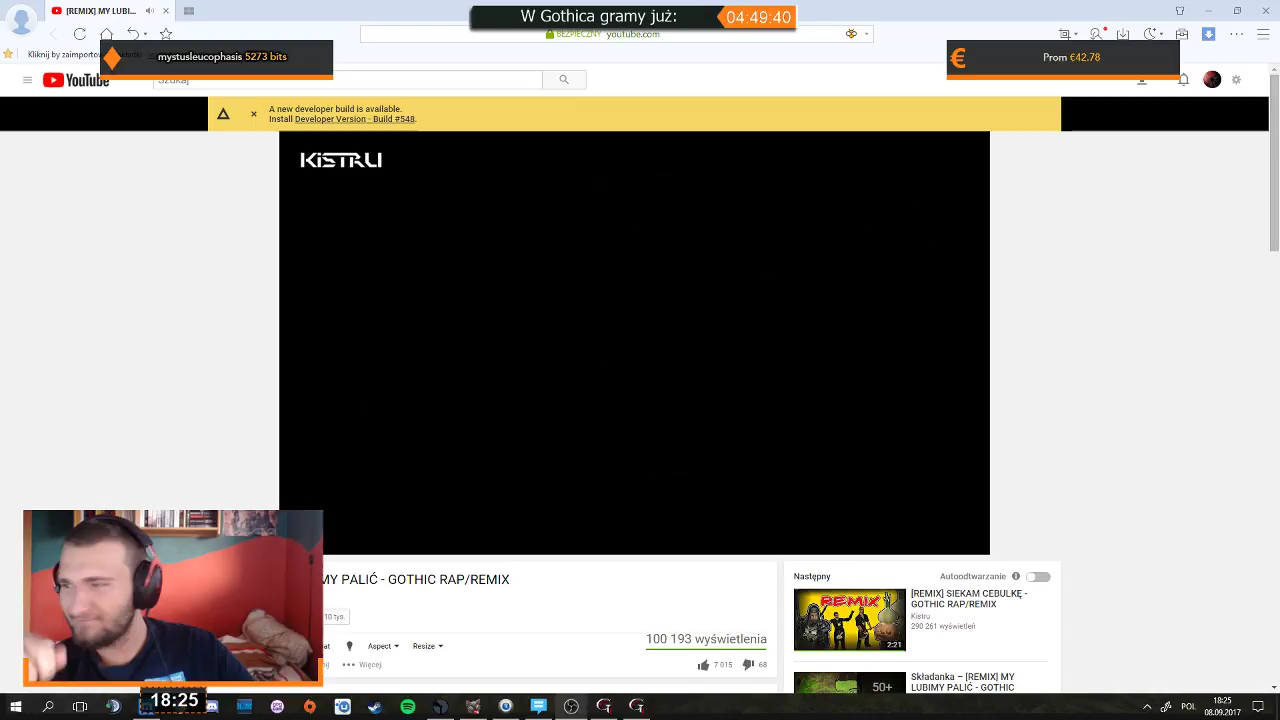 [REMIX] MY LUBI...
W Gothica gramy już:
04:49:40
BEZPIECZNY youtube.com
mystusleucophasis 5273 bits
Prom €42.78
YouTube
Szukaj
A new developer build is available.
Install Developer Version - Build #548.
KiSTRU
MY PALIĆ - GOTHIC RAP/REMIX
10 tys.
Aspect
Resize
100 193 wyświetlenia
Więcej
7 015
68
Następny
Autoodtwarzanie
[REMIX] SIEKAM CEBULKĘ -
GOTHIC RAP/REMIX
Kistru
290 261 wyświetleń
REMIX
2:21
Składanka – [REMIX] MY
LUBIMY PALIĆ - GOTHIC
50+
18:25
18:25
08.09.2017